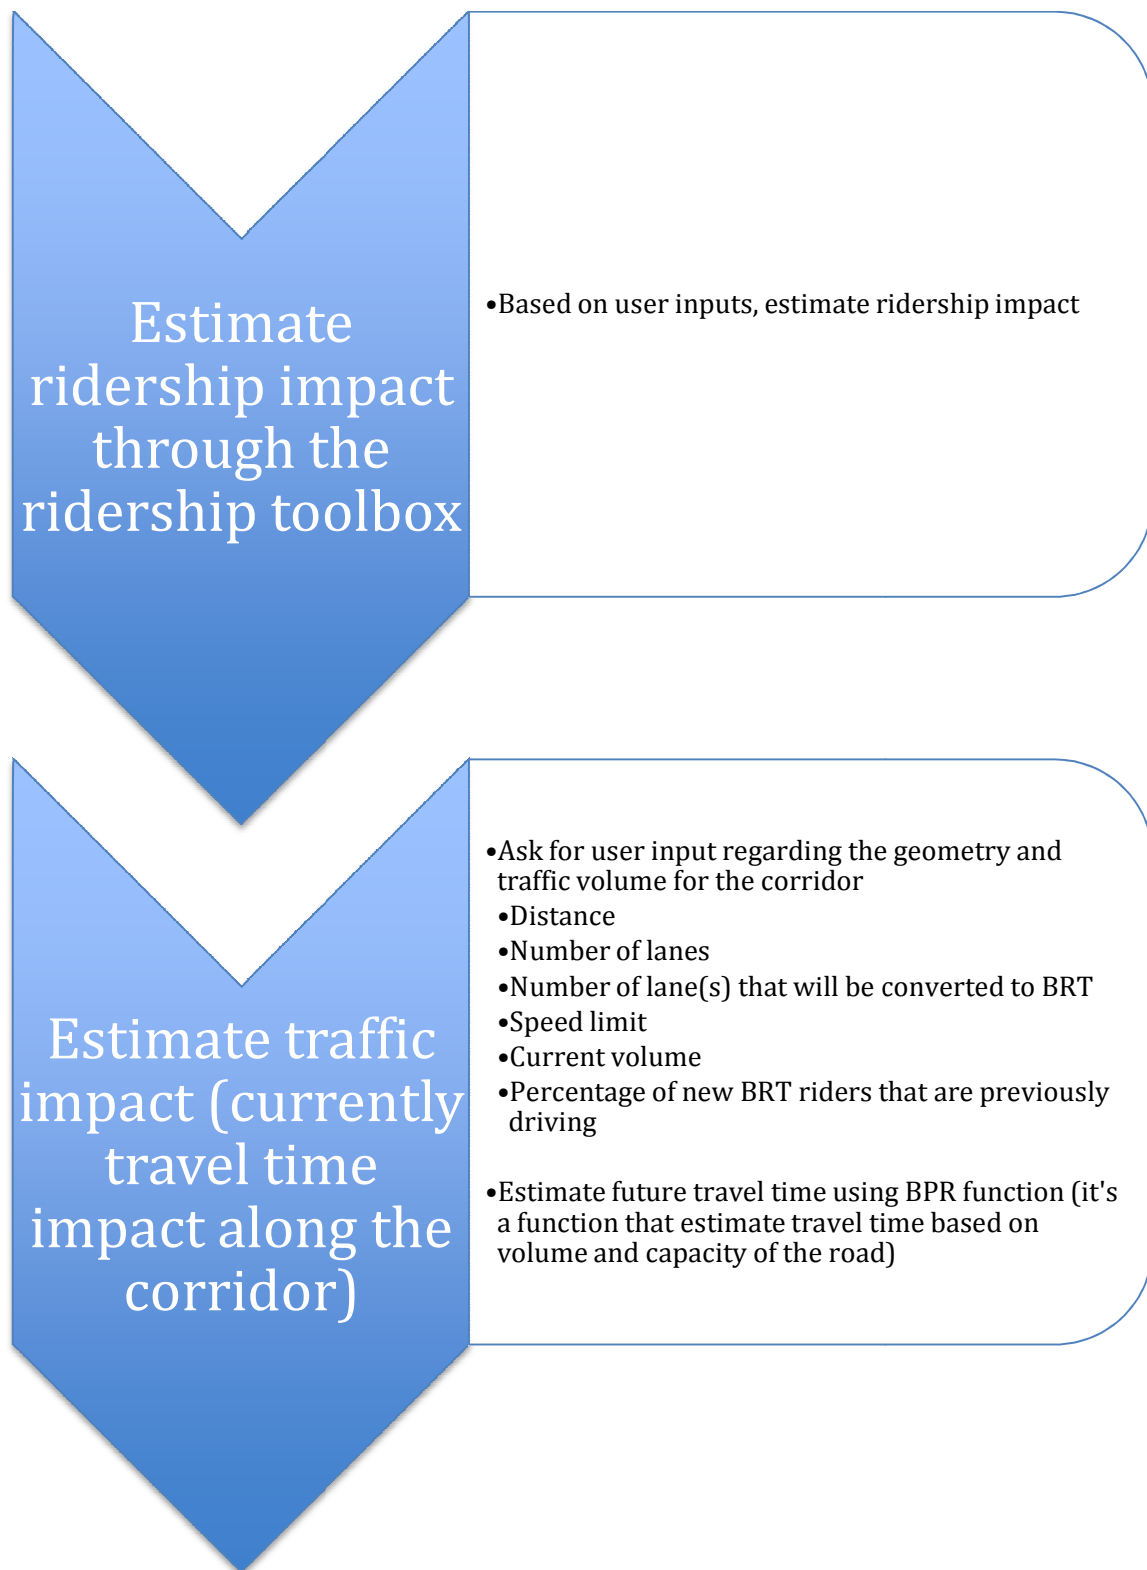 Estimate
ridership impact
through the
ridership toolbox
•Based on user inputs, estimate ridership impact
Estimate traffic
impact (currently
travel time
impact along the
corridor)
•Ask for user input regarding the geometry and
traffic volume for the corridor
•Distance
•Number of lanes
•Number of lane(s) that will be converted to BRT
•Speed limit
•Current volume
•Percentage of new BRT riders that are previously
driving
•Estimate future travel time using BPR function (it's
a function that estimate travel time based on
volume and capacity of the road)